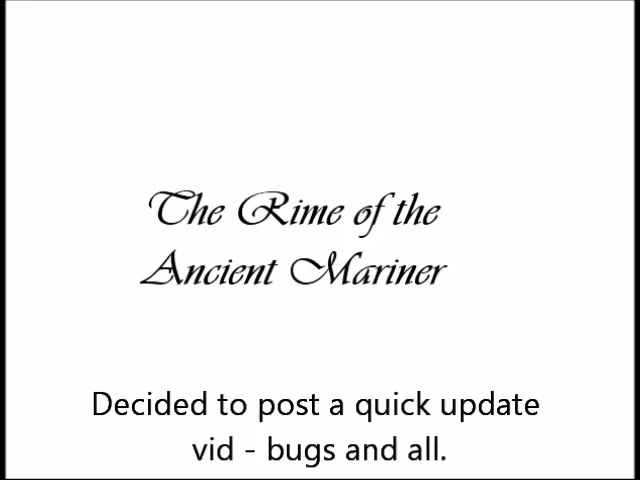 The Rime of the
Ancient Mariner
Decided to post a quick update
vid - bugs and all.